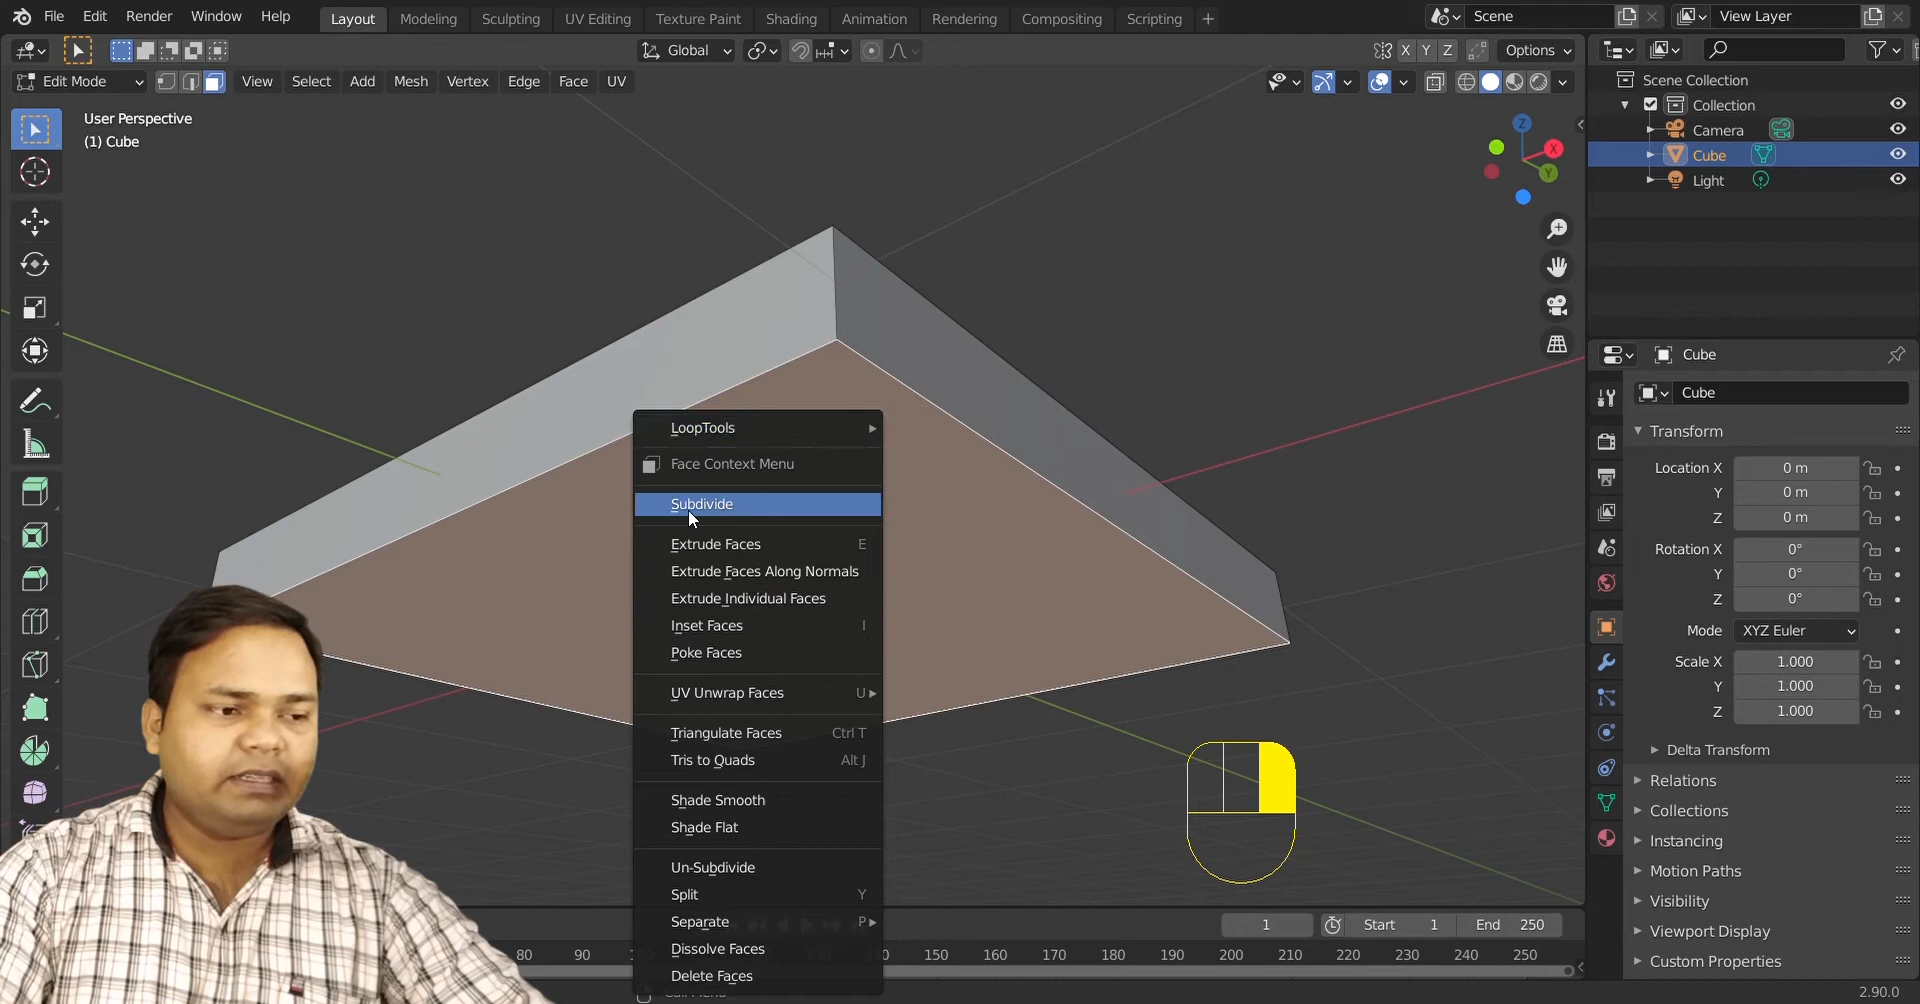 File Edit Render Window Help Layout Modeling Sculpting UV Editing Texture Paint Shading Animation Rendering Compositing Scripting + Scene View Layer
Global X Y Z Options
Edit Mode View Select Add Mesh Vertex Edge Face UV
User Perspective
(1) Cube
Z
X
Y
Scene Collection
Collection
Camera
Cube
Light
Cube
Cube
Transform
Location X 0 m
Y 0 m
Z 0 m
Rotation X 0°
Y 0°
Z 0°
Mode XYZ Euler
Scale X 1.000
Y 1.000
Z 1.000
Delta Transform
Relations
Collections
Instancing
Motion Paths
Visibility
Viewport Display
Custom Properties
LoopTools
Face Context Menu
Subdivide
Extrude Faces E
Extrude Faces Along Normals
Extrude Individual Faces
Inset Faces I
Poke Faces
UV Unwrap Faces U
Triangulate Faces Ctrl T
Tris to Quads Alt J
Shade Smooth
Shade Flat
Un-Subdivide
Split Y
Separate P
Dissolve Faces
Delete Faces
1 Start 1 End 250
80 90 150 160 170 180 190 200 210 220 230 240 250
2.90.0